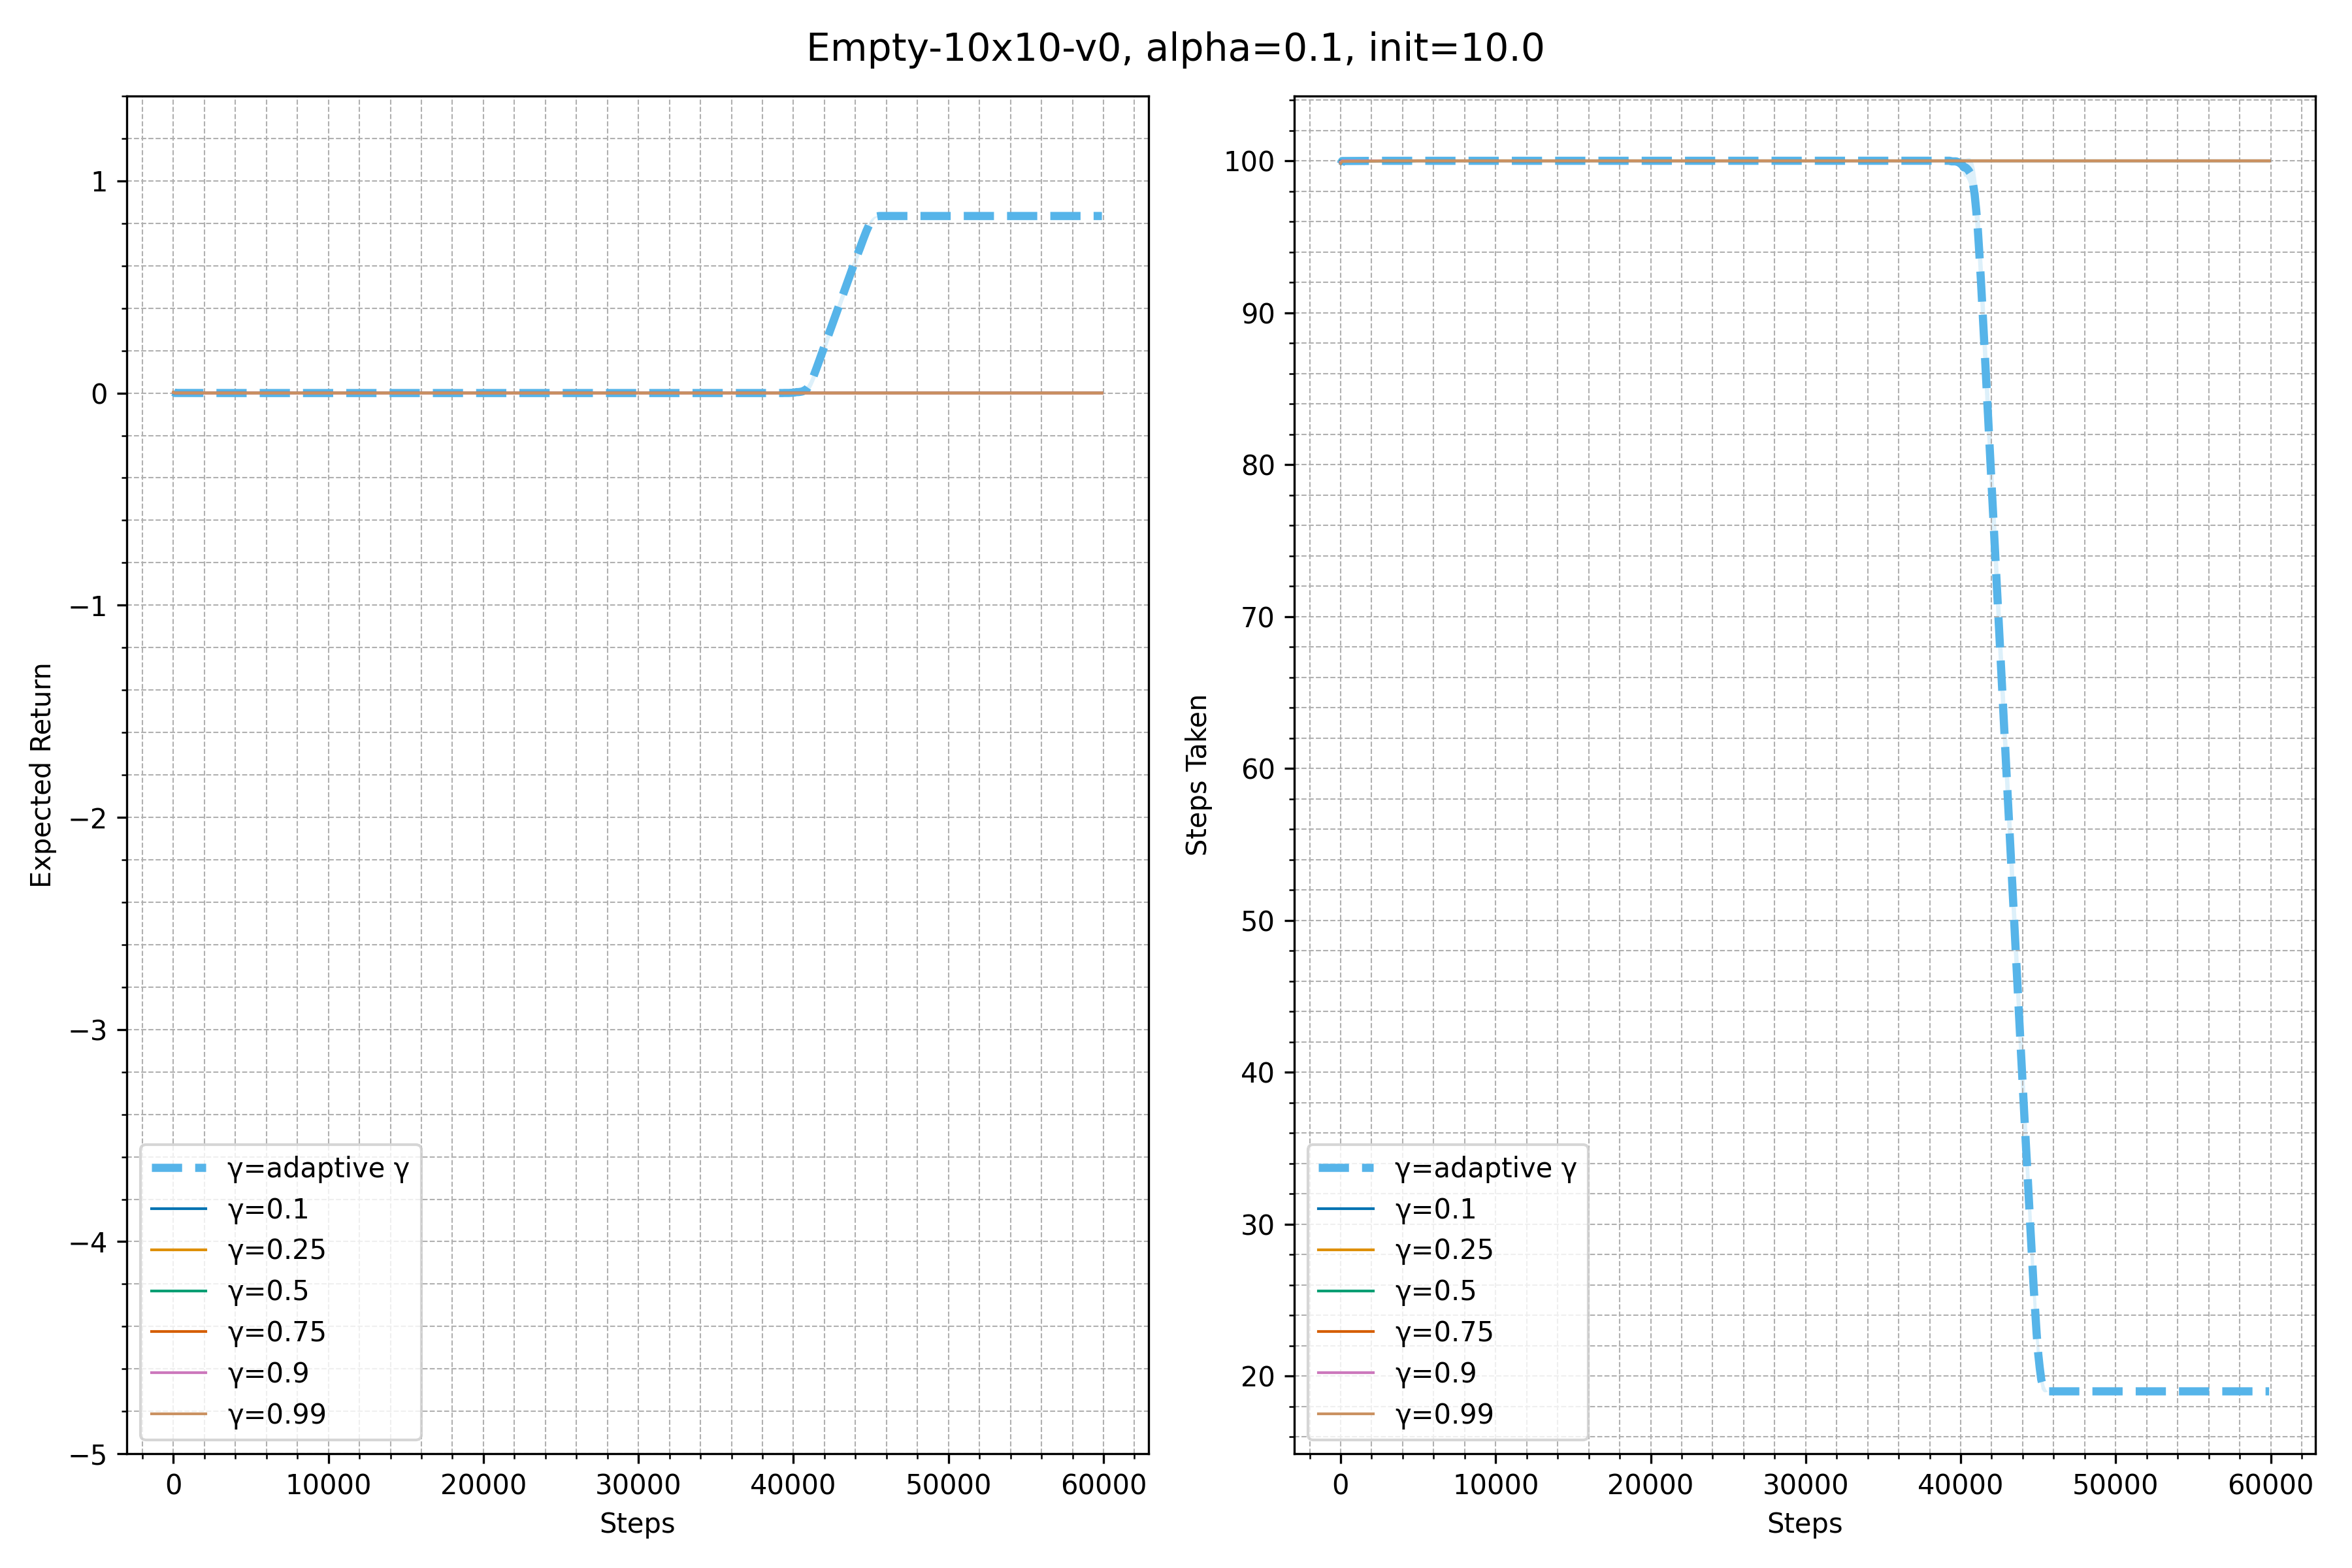 Empty-10x10-v0, alpha=0.1, init=10.0
Expected Return
1
0
−1
−2
−3
−4
−5
γ=adaptive γ
γ=0.1
γ=0.25
γ=0.5
γ=0.75
γ=0.9
γ=0.99
0 10000 20000 30000 40000 50000 60000
Steps
Steps Taken
100
90
80
70
60
50
40
30
20
γ=adaptive γ
γ=0.1
γ=0.25
γ=0.5
γ=0.75
γ=0.9
γ=0.99
0 10000 20000 30000 40000 50000 60000
Steps